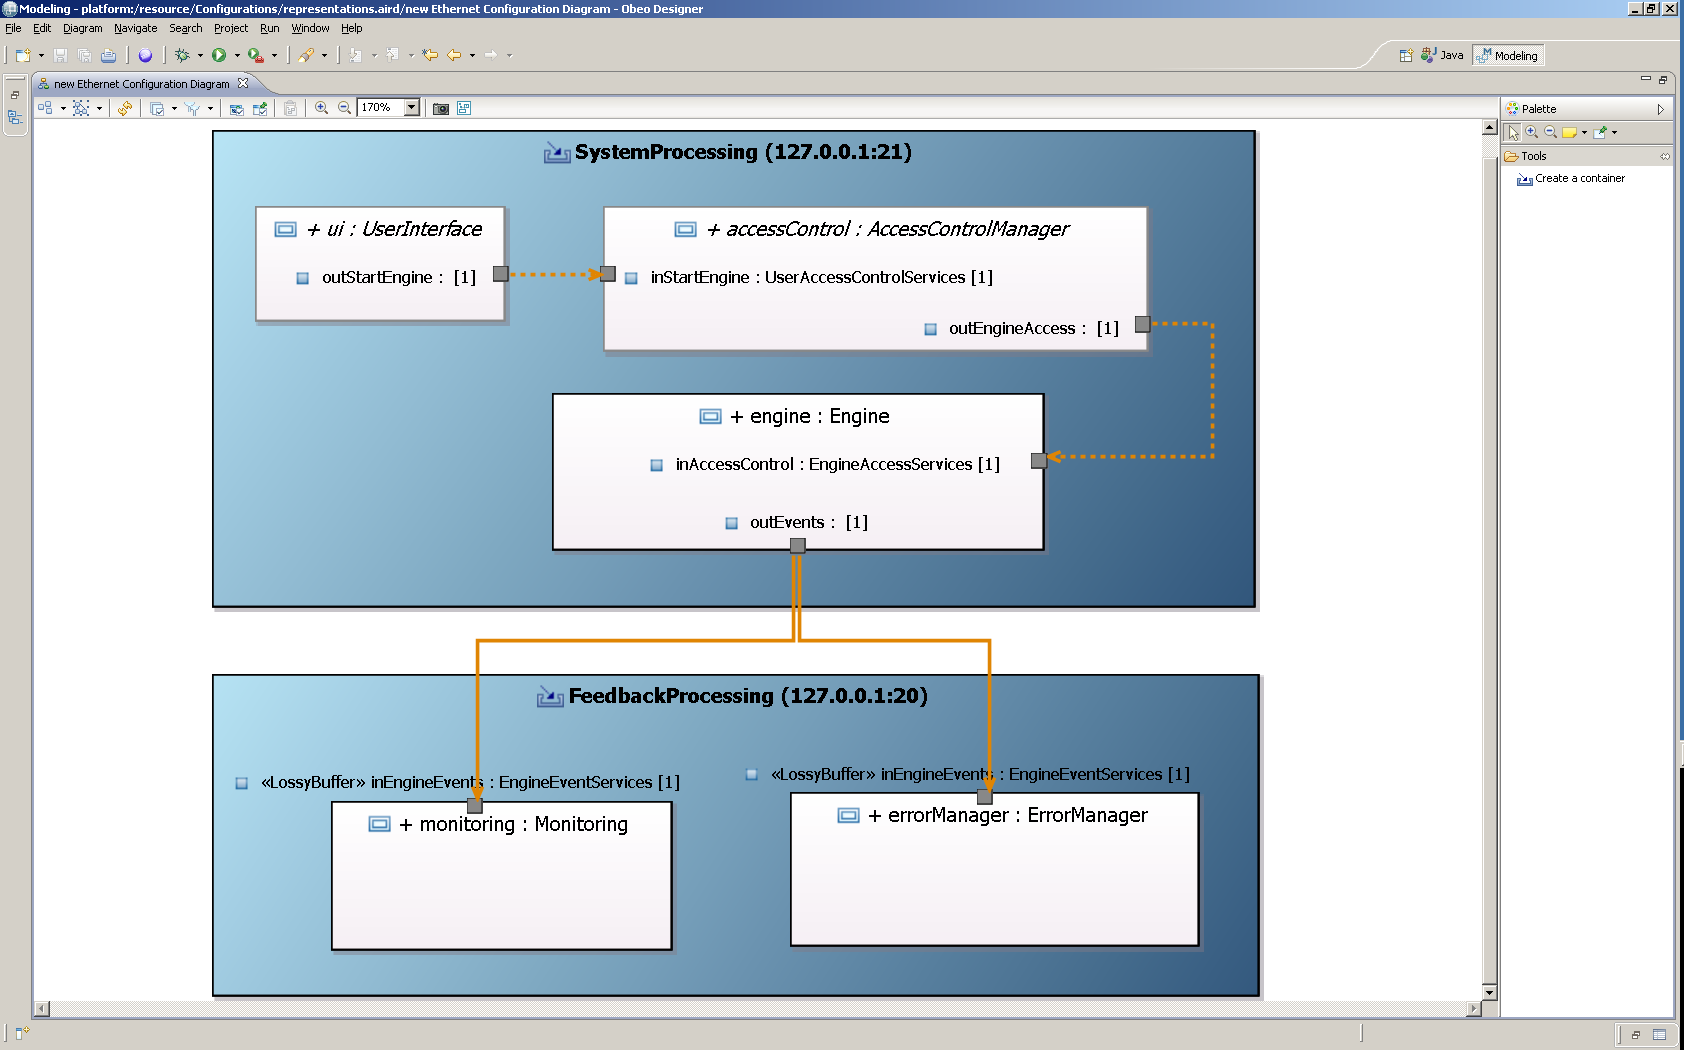 Modeling - platform:/resource/Configurations/representations.aird/new Ethernet Configuration Diagram - Obeo Designer
File Edit Diagram Navigate Search Project Run Window Help
Java
Modeling
new Ethernet Configuration Diagram
170%
Palette
Tools
Create a container
SystemProcessing (127.0.0.1:21)
+ ui : UserInterface
outStartEngine : [1]
+ accessControl : AccessControlManager
inStartEngine : UserAccessControlServices [1]
outEngineAccess : [1]
+ engine : Engine
inAccessControl : EngineAccessServices [1]
outEvents : [1]
FeedbackProcessing (127.0.0.1:20)
«LossyBuffer» inEngineEvents : EngineEventServices [1]
+ monitoring : Monitoring
«LossyBuffer» inEngineEvents : EngineEventServices [1]
+ errorManager : ErrorManager